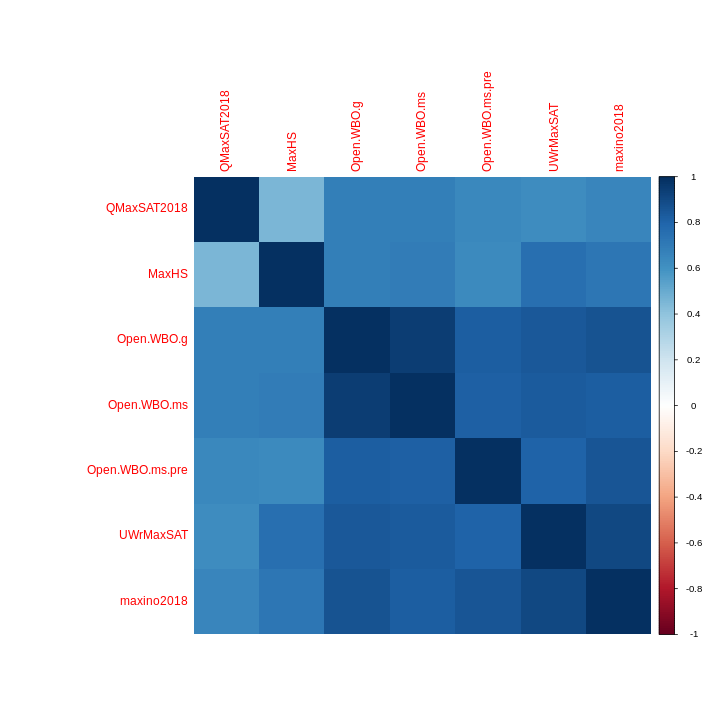 QMaxSAT2018
MaxHS
Open.WBO.g
Open.WBO.ms
Open.WBO.ms.pre
UWrMaxSAT
maxino2018
QMaxSAT2018
MaxHS
Open.WBO.g
Open.WBO.ms
Open.WBO.ms.pre
UWrMaxSAT
maxino2018
1
0.8
0.6
0.4
0.2
0
-0.2
-0.4
-0.6
-0.8
-1